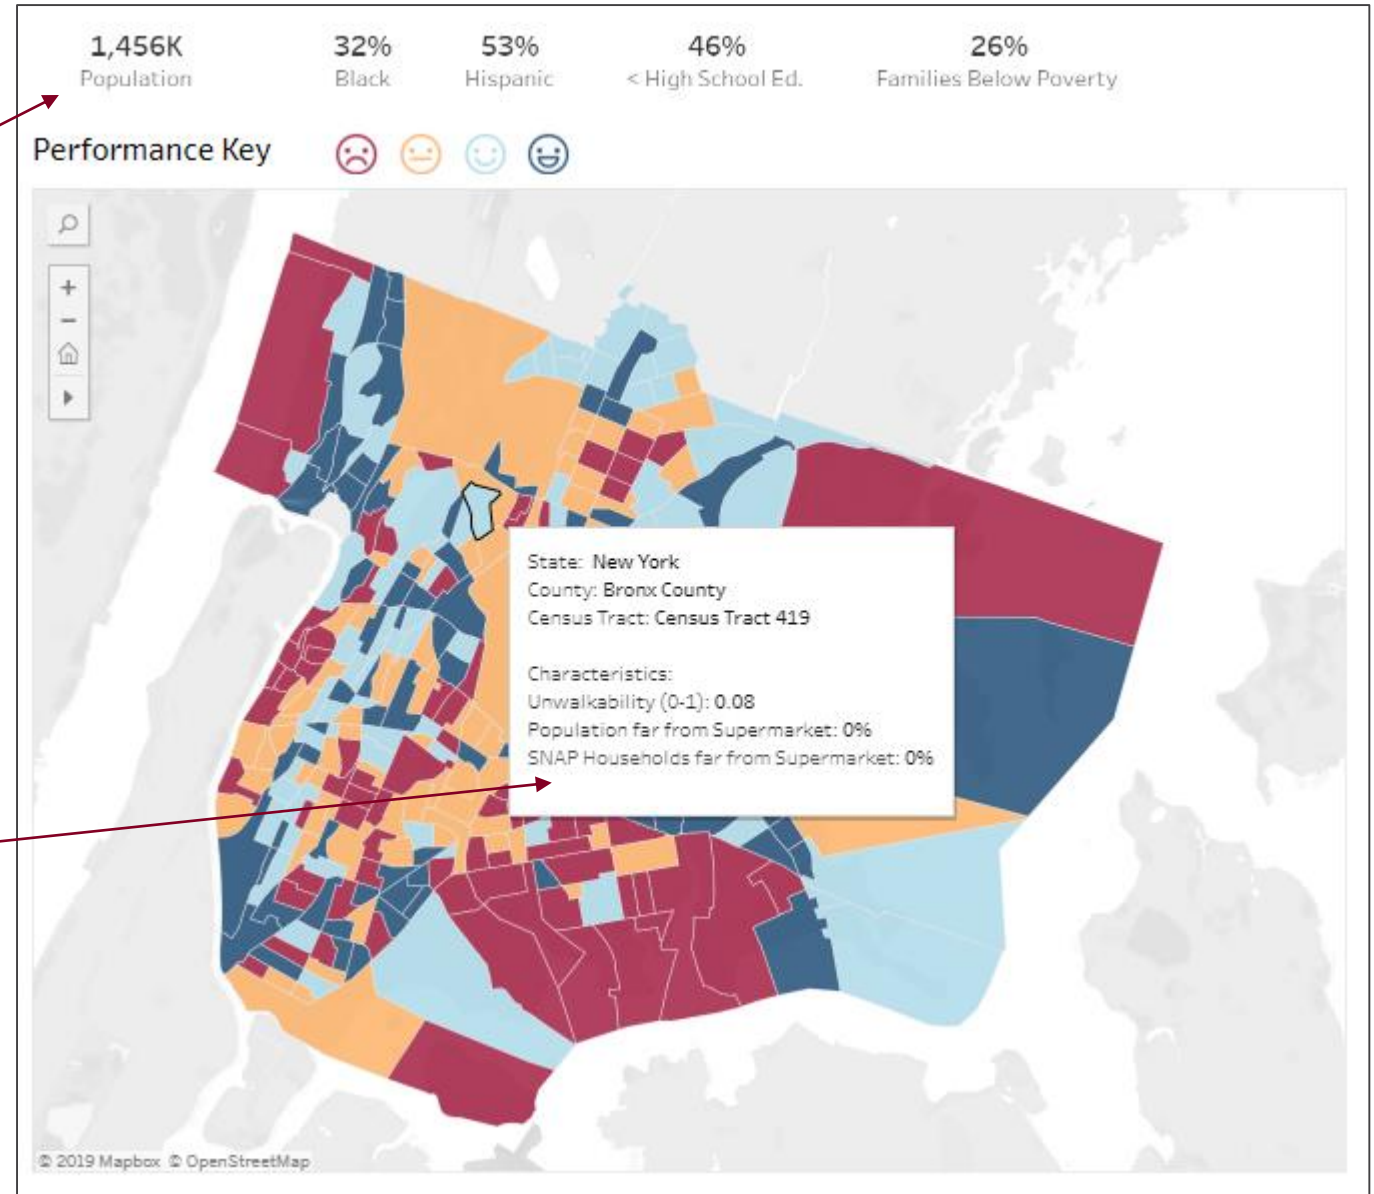 1,456K 32% 53% 46% 26%
Population Black Hispanic < High School Ed. Families Below Poverty
Performance Key
State: New York
County: Bronx County
Census Tract: Census Tract 419
Characteristics:
Unwalkability (0-1): 0.08
Population far from Supermarket: 0%
SNAP Households far from Supermarket: 0%
© 2019 Mapbox © OpenStreetMap